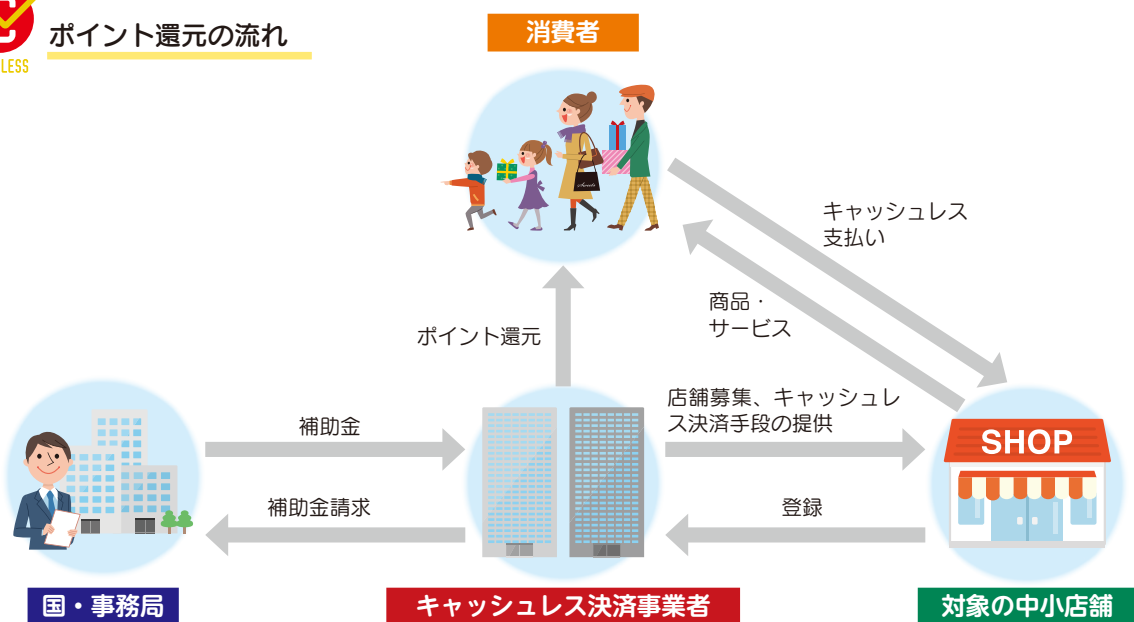 ポイント還元の流れ
LESS
消費者
キャッシュレス
支払い
商品・
サービス
ポイント還元
店舗募集、キャッシュレ
ス決済手段の提供
補助金
SHOP
補助金請求
登録
国・事務局
キャッシュレス決済事業者
対象の中小店舗